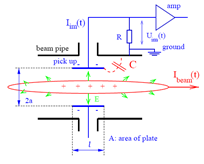 amp
I_im(t)
R
U_im(t)
beam pipe
ground
pick up
C
I_beam(t)
2a
+ + + + +
E
l
A: area of plate